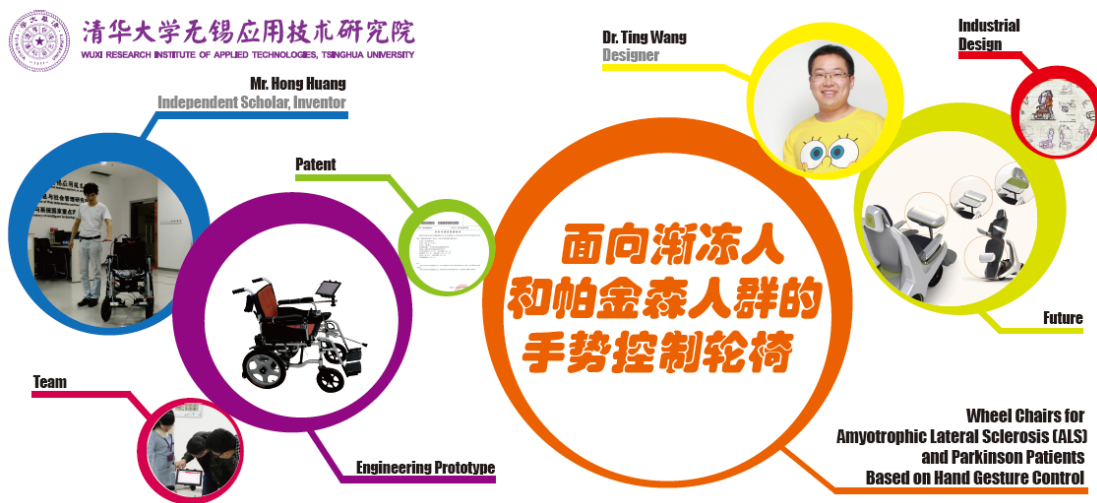 清华大学无锡应用技术研究院
WUXI RESEARCH INSTITUTE OF APPLIED TECHNOLOGIES, TSINGHUA UNIVERSITY
Mr. Hong Huang
Independent Scholar, Inventor
Dr. Ting Wang
Designer
Industrial
Design
Patent
面向渐冻人
和帕金森人群的
手势控制轮椅
Future
Team
Engineering Prototype
Wheel Chairs for
Amyotrophic Lateral Sclerosis (ALS)
and Parkinson Patients
Based on Hand Gesture Control